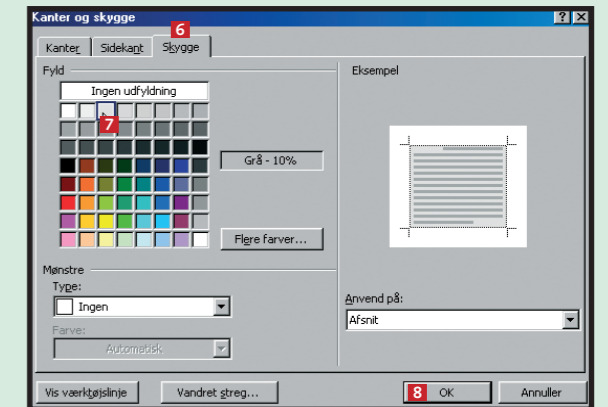 Kanter og skygge
6
Kanter Sidekant Skygge
Fyld
Eksempel
Ingen udfyldning
7
Grå - 10%
Flere farver...
Mønstre
Type:
Ingen
Anvend på:
Afsnit
Farve:
Automatisk
Vis værktøjslinje
Vandret streg...
8
OK
Annuller